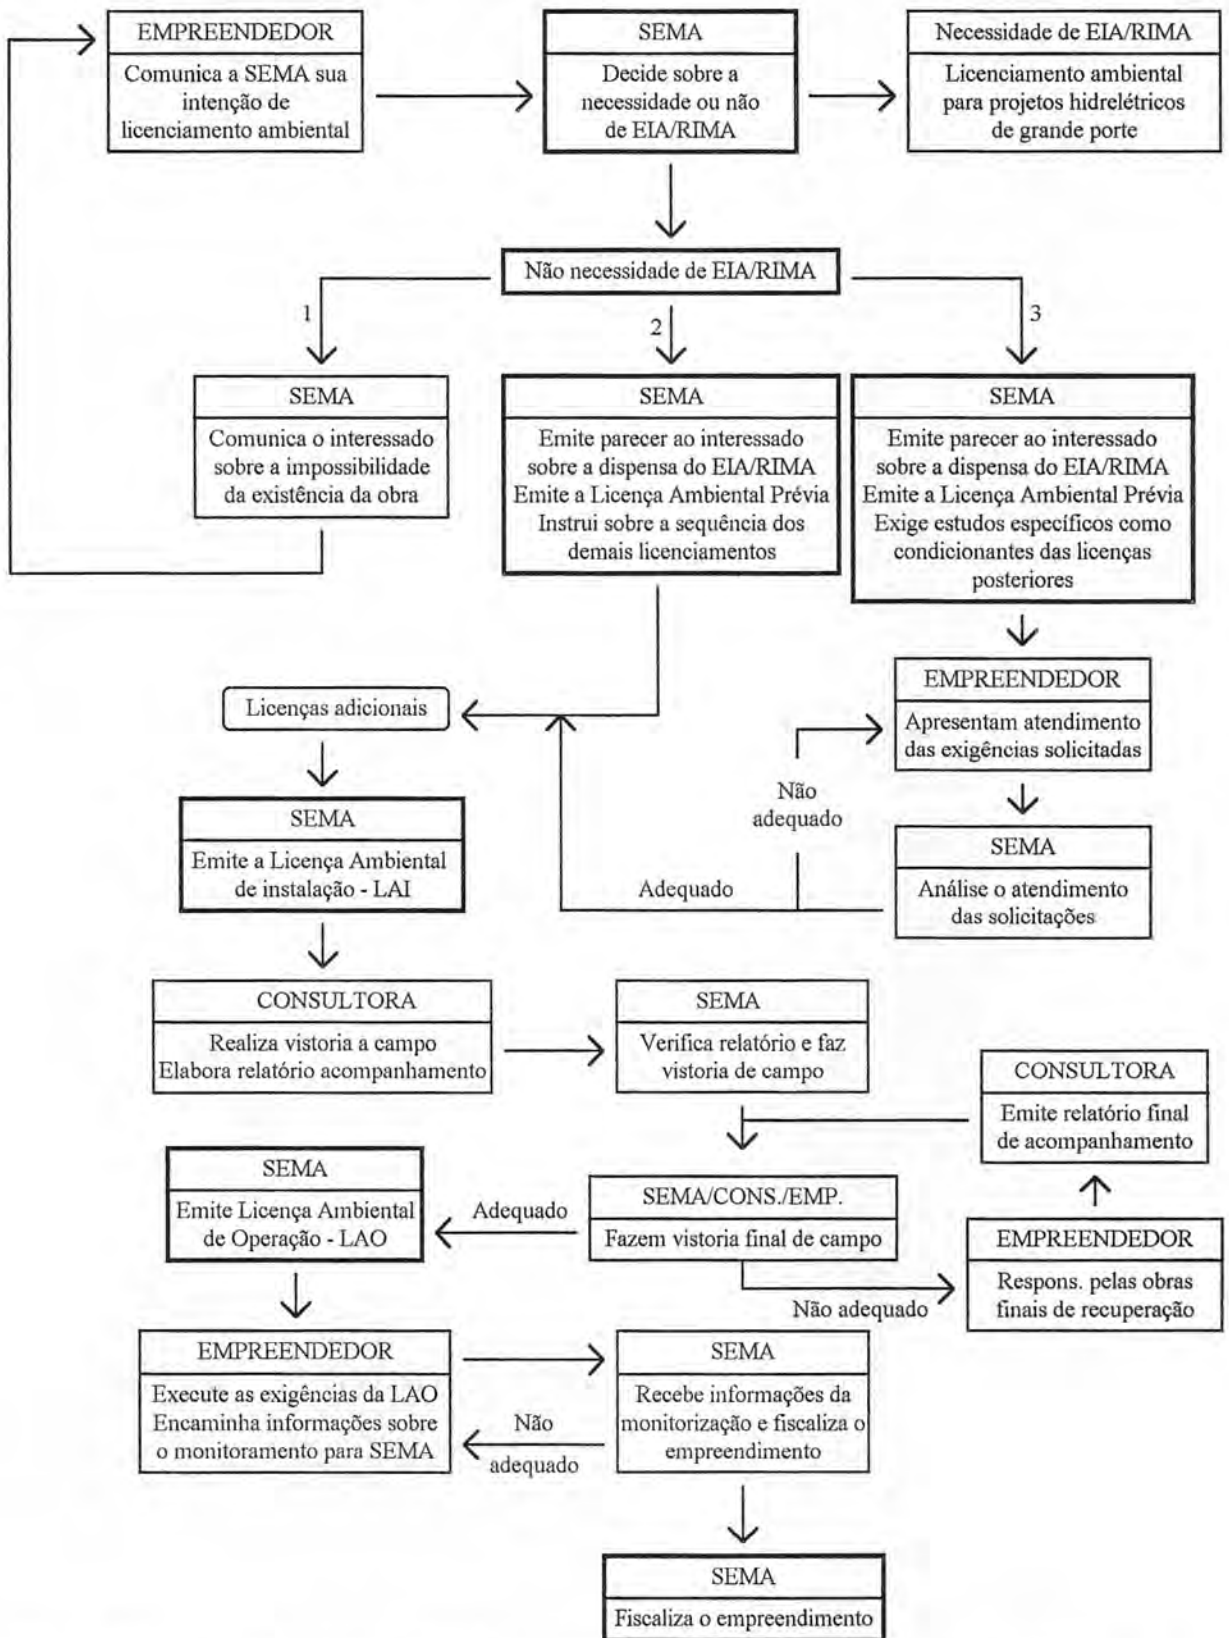 EMPREENDEDOR
Comunica a SEMA sua
intenção de
licenciamento ambiental
SEMA
Decide sobre a
necessidade ou não
de EIA/RIMA
Necessidade de EIA/RIMA
Licenciamento ambiental
para projetos hidrelétricos
de grande porte
Não necessidade de EIA/RIMA
1
2
3
SEMA
Comunica o interessado
sobre a impossibilidade
da existência da obra
SEMA
Emite parecer ao interessado
sobre a dispensa do EIA/RIMA
Emite a Licença Ambiental Prévia
Instrui sobre a sequência dos
demais licenciamentos
SEMA
Emite parecer ao interessado
sobre a dispensa do EIA/RIMA
Emite a Licença Ambiental Prévia
Exige estudos específicos como
condicionantes das licenças
posteriores
EMPREENDEDOR
Apresentam atendimento
das exigências solicitadas
Licenças adicionais
Não
adequado
SEMA
Emite a Licença Ambiental
de instalação - LAI
Adequado
SEMA
Análise o atendimento
das solicitações
CONSULTORA
Realiza vistoria a campo
Elabora relatório acompanhamento
SEMA
Verifica relatório e faz
vistoria de campo
CONSULTORA
Emite relatório final
de acompanhamento
SEMA
Emite Licença Ambiental
de Operação - LAO
Adequado
SEMA/CONS./EMP.
Fazem vistoria final de campo
Não adequado
EMPREENDEDOR
Respons. pelas obras
finais de recuperação
EMPREENDEDOR
Execute as exigências da LAO
Encaminha informações sobre
o monitoramento para SEMA
Não
adequado
SEMA
Recebe informações da
monitorização e fiscaliza o
empreendimento
SEMA
Fiscaliza o empreendimento